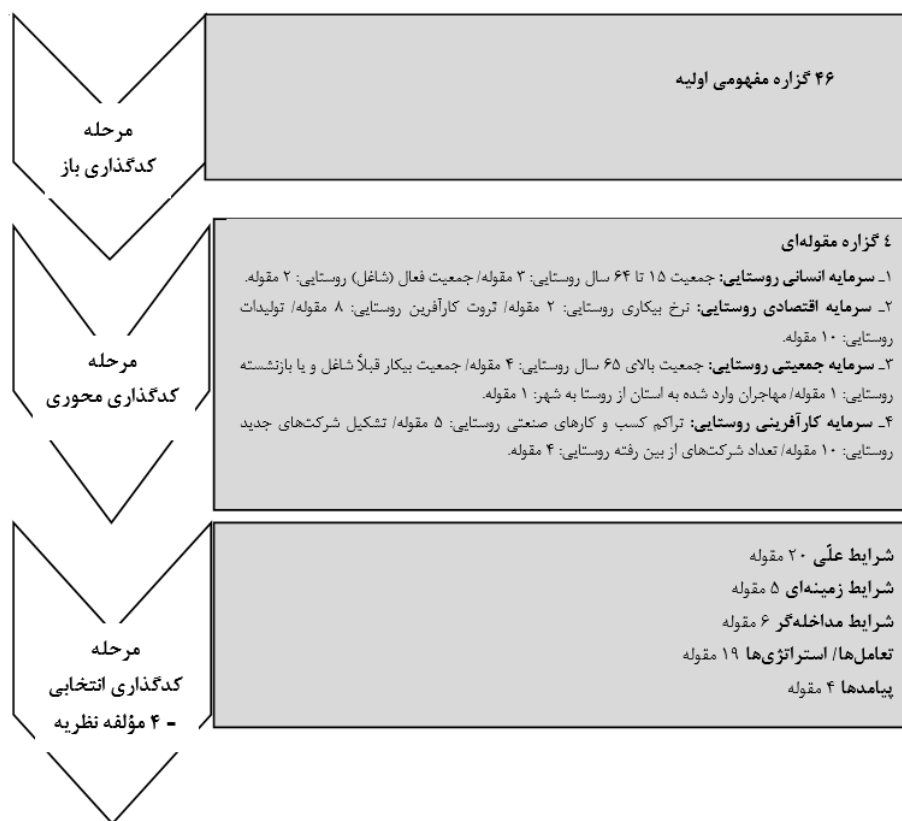 ۴۶ گزاره مفهومی اولیه
مرحله
کدگذاری باز
٤ گزاره مقوله‌ای
۱ـ سرمایه انسانی روستایی: جمعیت ۱۵ تا ۶۴ سال روستایی: ۳ مقوله/ جمعیت فعال (شاغل) روستایی: ۲ مقوله.
۲ـ سرمایه اقتصادی روستایی: نرخ بیکاری روستایی: ۲ مقوله/ ثروت کارآفرین روستایی: ۸ مقوله/ تولیدات
روستایی: ۱۰ مقوله.
۳ـ سرمایه جمعیتی روستایی: جمعیت بالای ۶۵ سال روستایی: ۴ مقوله/ جمعیت بیکار قبلاً شاغل و یا بازنشسته
روستایی: ۱ مقوله/ مهاجران وارد شده به استان از روستا به شهر: ۱ مقوله.
۴ـ سرمایه کارآفرینی روستایی: تراکم کسب و کارهای صنعتی روستایی: ۵ مقوله/ تشکیل شرکت‌های جدید
روستایی: ۱۰ مقوله/ تعداد شرکت‌های از بین رفته روستایی: ۴ مقوله.
مرحله
کدگذاری محوری
شرایط علّی ۲۰ مقوله
شرایط زمینه‌ای ۵ مقوله
شرایط مداخله‌گر ۶ مقوله
تعامل‌ها/ استراتژی‌ها ۱۹ مقوله
پیامدها ۴ مقوله
مرحله
کدگذاری انتخابی
- ۴ مؤلفه نظریه